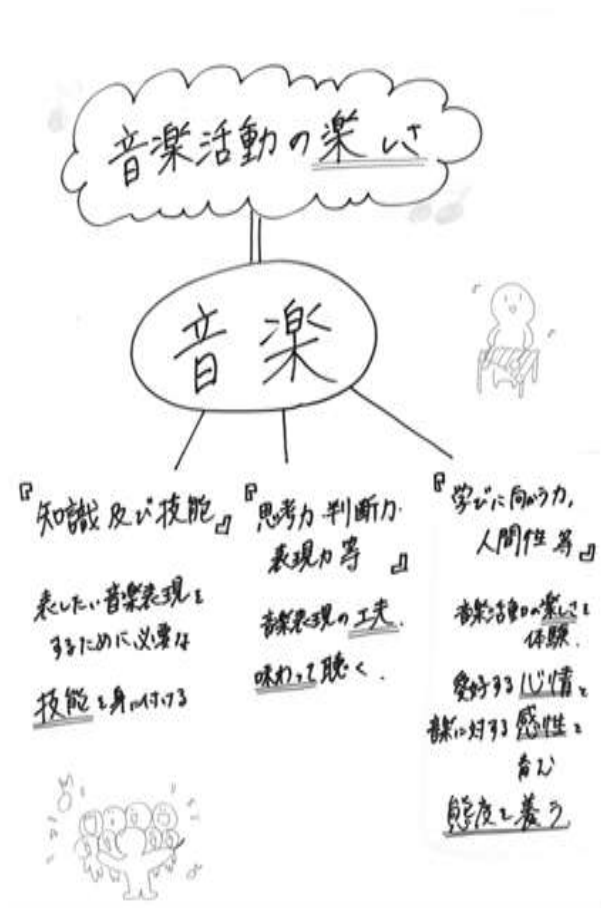 音楽活動の楽しさ
音楽
『知識及び技能』
表したい音楽表現を
するために必要な
技能を身に付ける
『思考力.判断力.
表現力等』
音楽表現の工夫.
味わって聴く.
『学びに向かう力,
人間性等』
音楽活動の楽しさを
体験.
愛好する心情と
音楽に対する感性を
育む
態度を養う